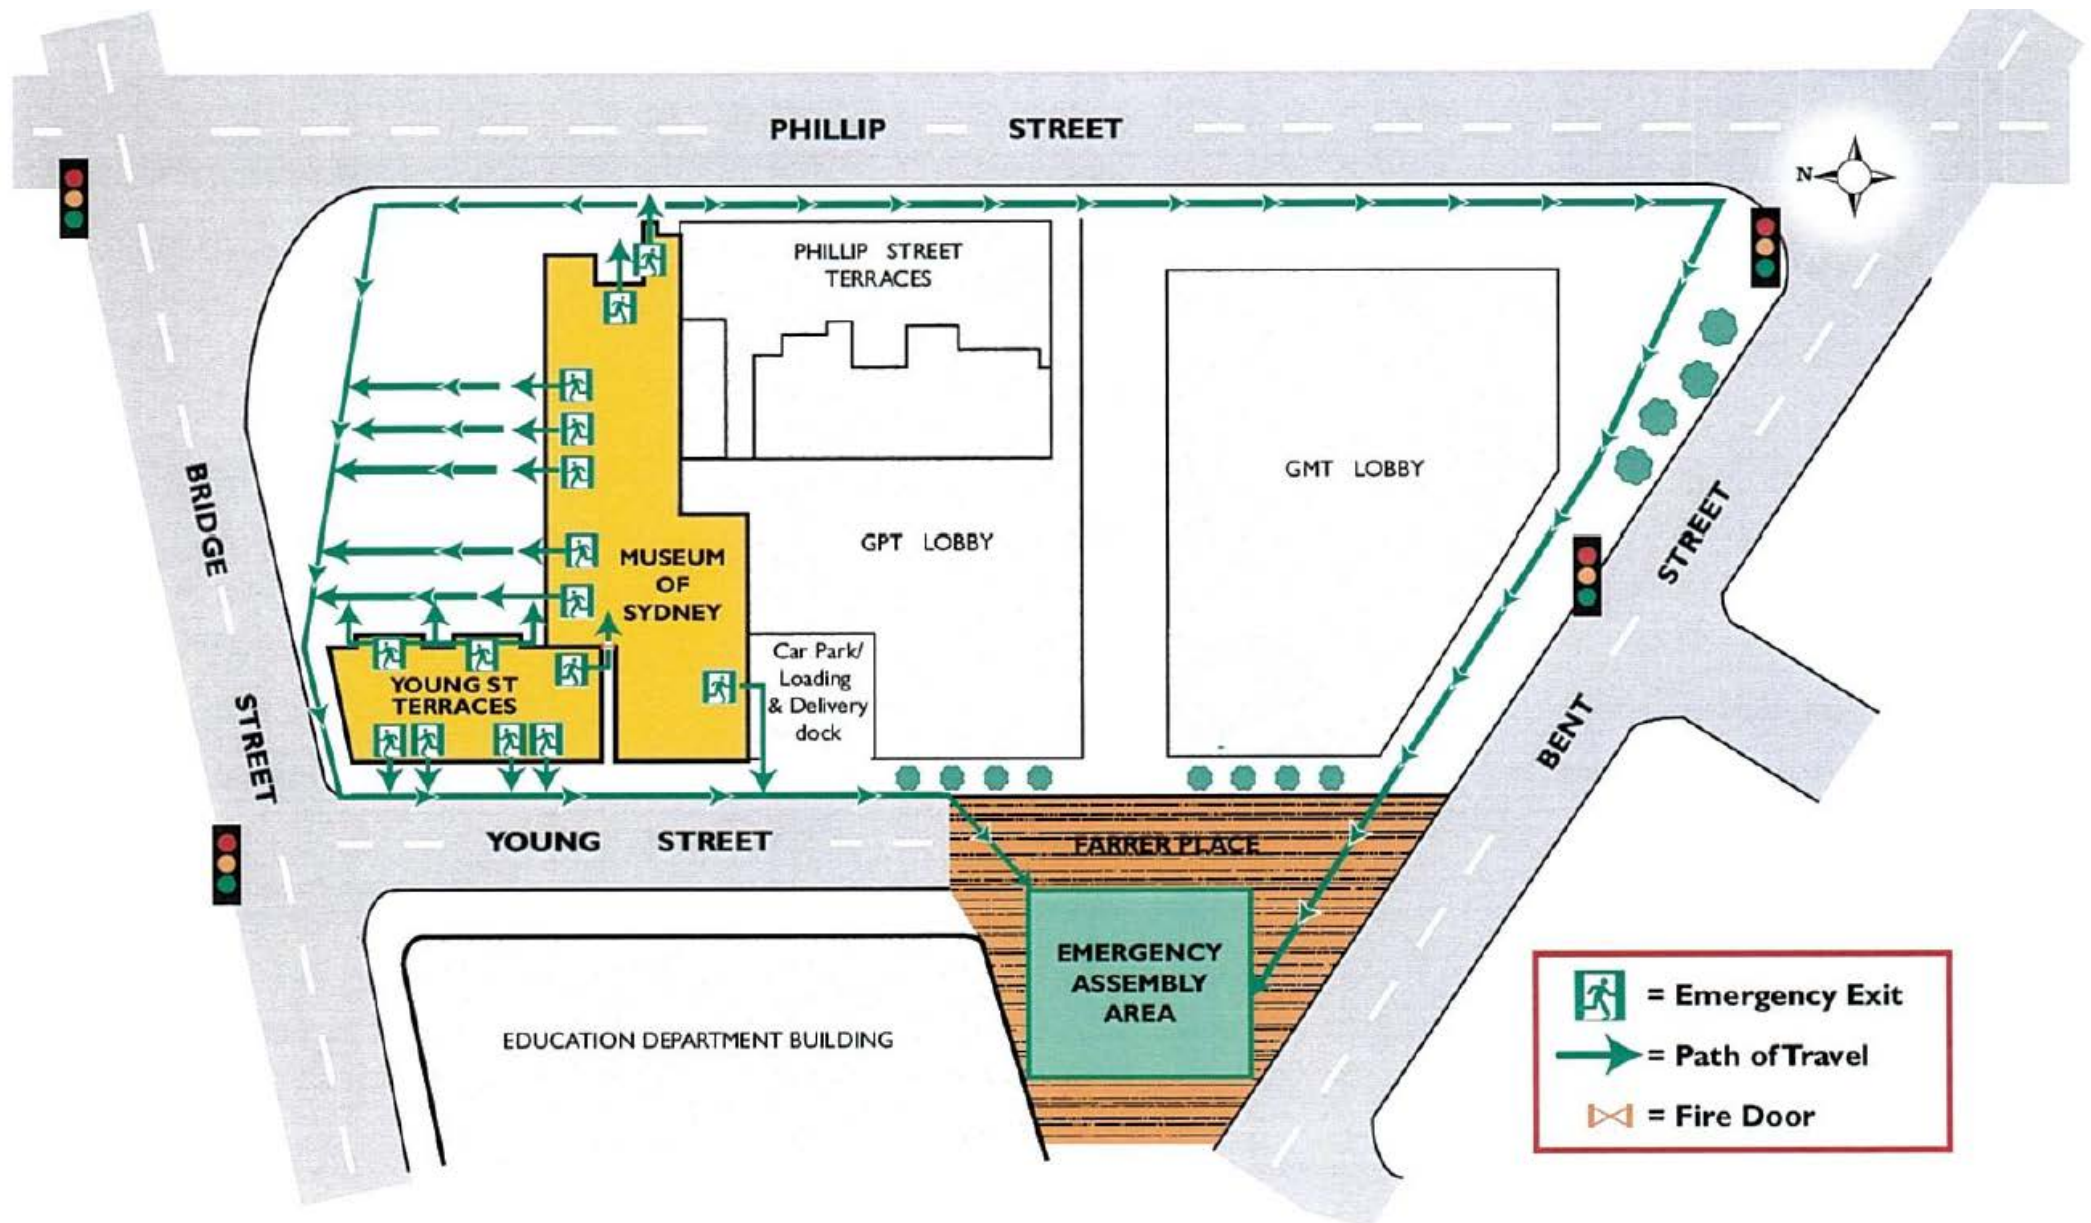 PHILLIP STREET
N
PHILLIP STREET
TERRACES
GMT LOBBY
GPT LOBBY
BRIDGE
STREET
MUSEUM
OF
SYDNEY
Car Park/
Loading
& Delivery
dock
YOUNG ST
TERRACES
STREET
BENT
YOUNG STREET
FARRER PLACE
EMERGENCY
ASSEMBLY
AREA
EDUCATION DEPARTMENT BUILDING
= Emergency Exit
= Path of Travel
= Fire Door